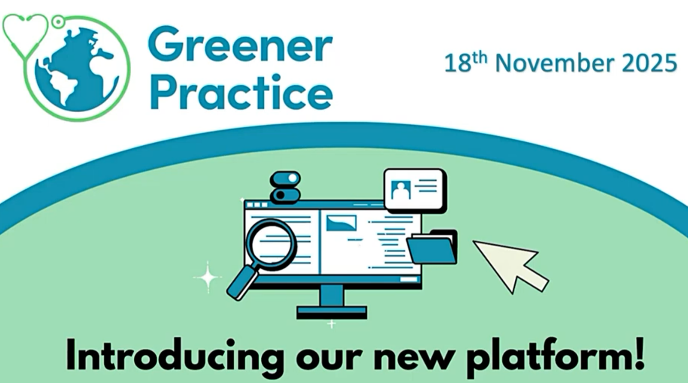 Greener
Practice
18th November 2025
Introducing our new platform!